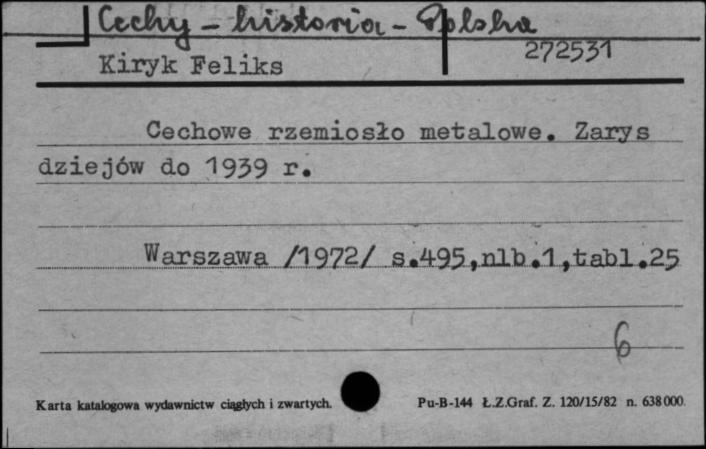 Cechy - historia - Polska
272531
Kiryk Feliks
Cechowe rzemiosło metalowe. Zarys
dziejów do 1939 r.
Warszawa /1972/ s.495,nlb.1,tabl.25
6
Karta katalogowa wydawnictw ciągłych i zwartych.
Pu-B-144 Ł.Z.Graf. Z. 120/15/82 n. 638000.